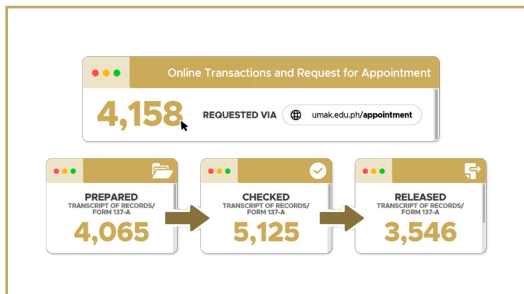 Online Transactions and Request for Appointment
4,158
REQUESTED VIA
umak.edu.ph/appointment
PREPARED
TRANSCRIPT OF RECORDS/
FORM 137-A
4,065
CHECKED
TRANSCRIPT OF RECORDS/
FORM 137-A
5,125
RELEASED
TRANSCRIPT OF RECORDS/
FORM 137-A
3,546